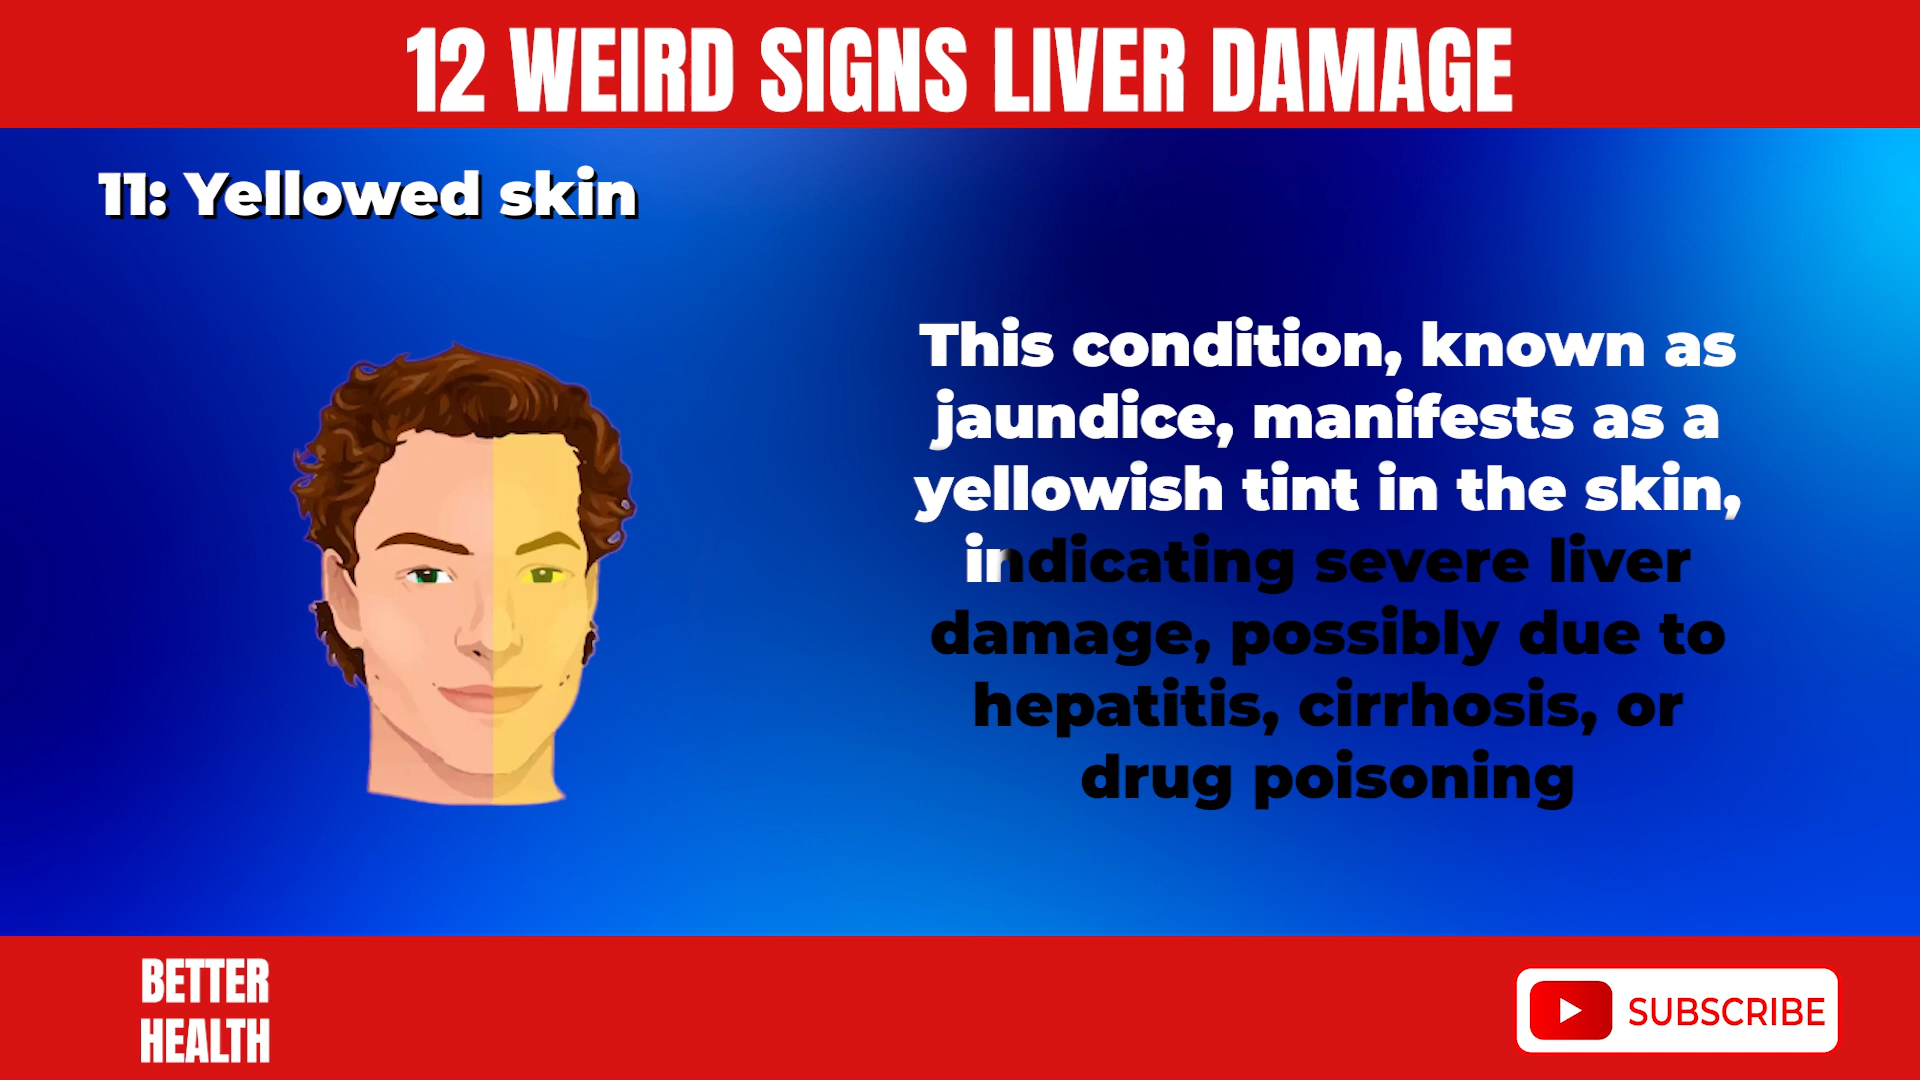 12 WEIRD SIGNS LIVER DAMAGE
11: Yellowed skin
This condition, known as
jaundice, manifests as a
yellowish tint in the skin,
indicating severe liver
damage, possibly due to
hepatitis, cirrhosis, or
drug poisoning
BETTER
HEALTH
SUBSCRIBE